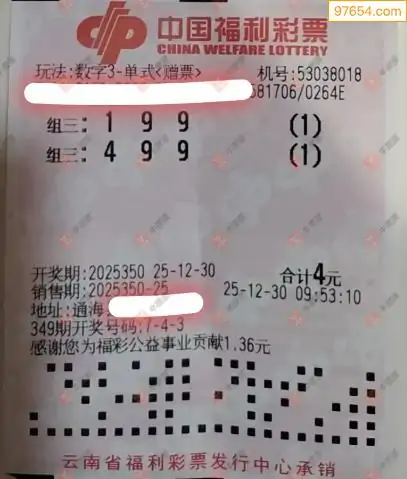 97654.com
中国福利彩票
CHINA WELFARE LOTTERY
玩法:数字3-单式<赠票> 机号:53038018
681706/0264E
组三:1 9 9 (1)
组三:4 9 9 (1)
开奖期:2025350 25-12-30 合计4元
销售期:2025350-25 25-12-30 09:53:10
地址:通海
349期开奖号码:7-4-3
感谢您为福彩公益事业贡献1.36元
云南省福利彩票发行中心承销